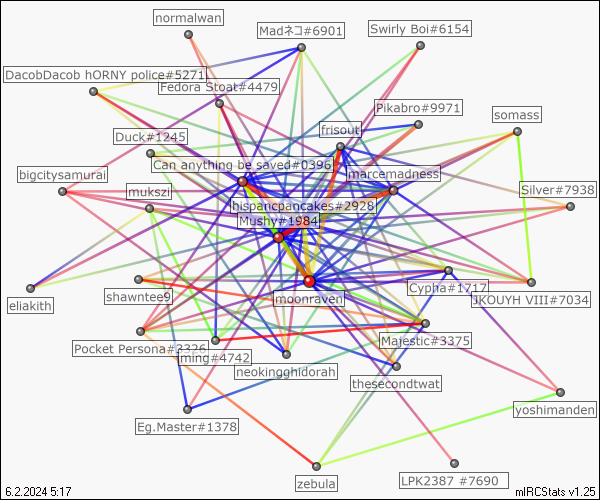 normalwan
Madネコ#6901
Swirly Boi#6154
DacobDacob hORNY police#5271
Fedora Stoat#4479
Pikabro#9971
somass
frisout
Duck#1245
Can anything be saved#0396
marcemadness
bigcitysamurai
mukszi
Silver#7938
hispanicpancakes#2928
Mushy#1984
eliakith
shawntee9
moonraven
Cypha#1717
JKOUYH VIII#7034
Pocket Persona#3326
ming#4742
Majestic#3375
neokingghidorah
thesecondtwat
yoshimanden
Eg.Master#1378
zebula
LPK2387 #7690
6.2.2024 5:17
mIRCStats v1.25